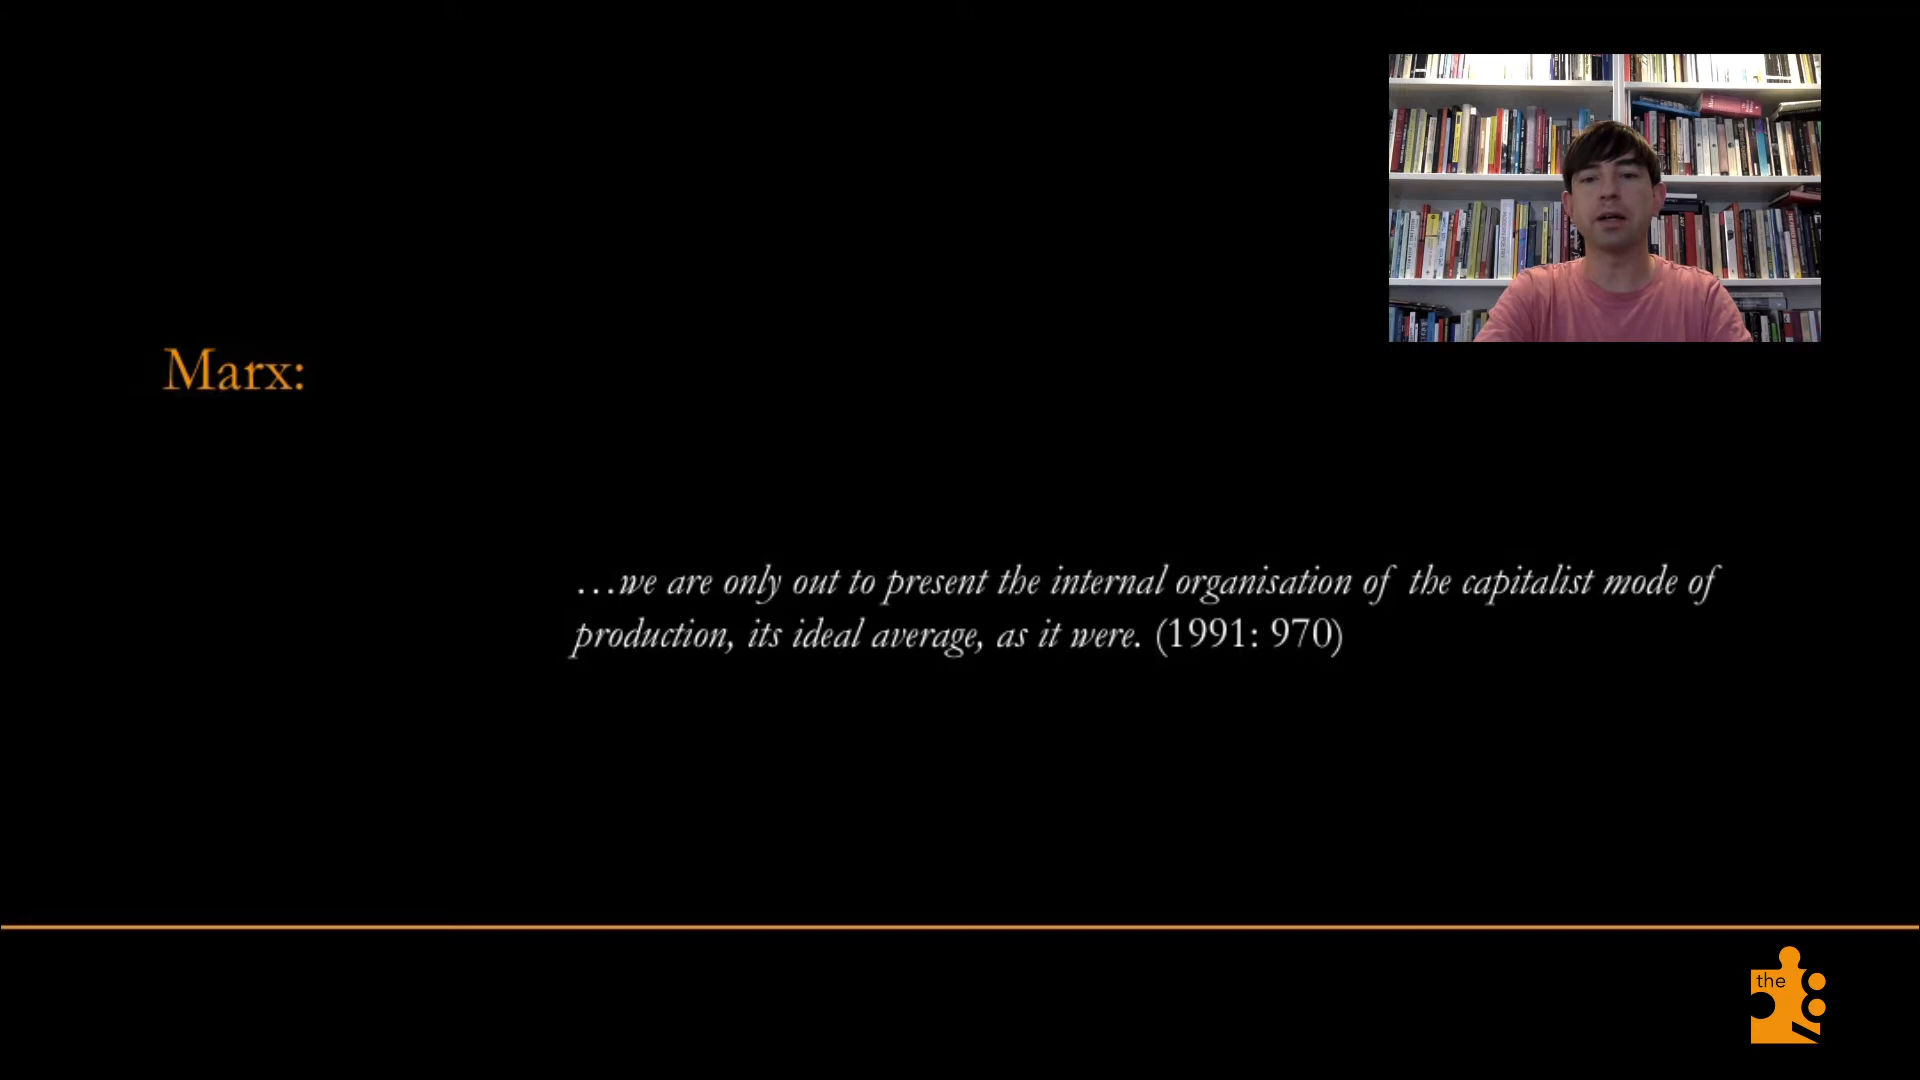 Marx:
…we are only out to present the internal organisation of the capitalist mode of
production, its ideal average, as it were. (1991: 970)
the